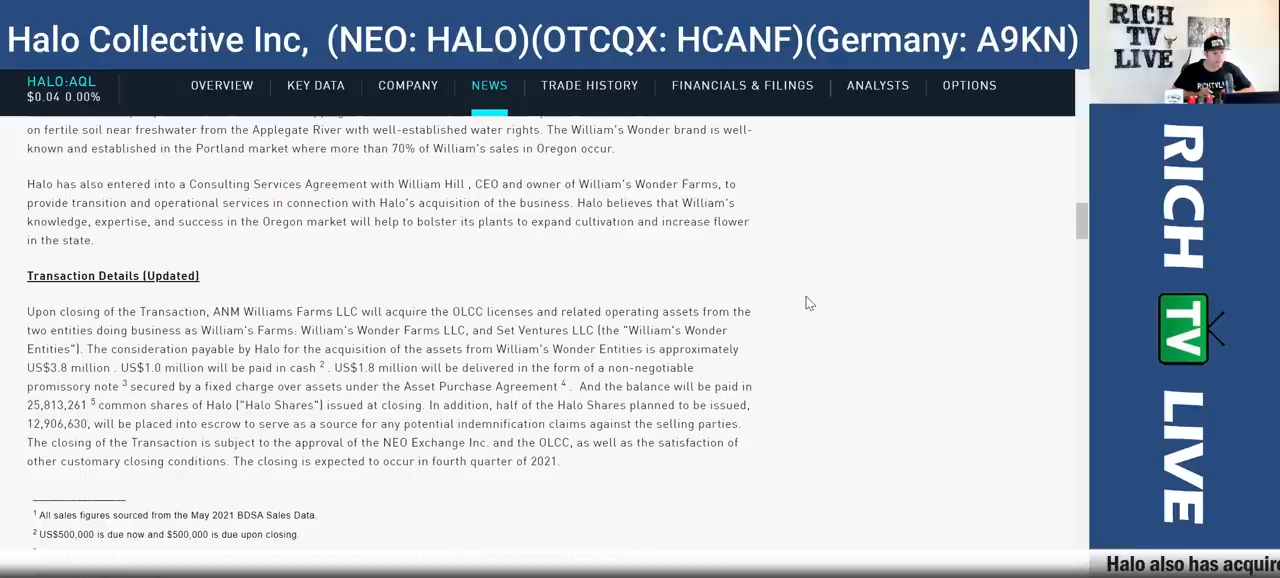 Halo Collective Inc, (NEO: HALO)(OTCQX: HCANF)(Germany: A9KN)
RICH
TV
LIVE
HALO:AQL
$0.04 0.00%
OVERVIEW
KEY DATA
COMPANY
NEWS
TRADE HISTORY
FINANCIALS & FILINGS
ANALYSTS
OPTIONS
on fertile soil near freshwater from the Applegate River with well-established water rights. The William's Wonder brand is well-
known and established in the Portland market where more than 70% of William's sales in Oregon occur.
Halo has also entered into a Consulting Services Agreement with William Hill , CEO and owner of William's Wonder Farms, to
provide transition and operational services in connection with Halo's acquisition of the business. Halo believes that William's
knowledge, expertise, and success in the Oregon market will help to bolster its plants to expand cultivation and increase flower
in the state.
Transaction Details (Updated)
Upon closing of the Transaction, ANM Williams Farms LLC will acquire the OLCC licenses and related operating assets from the
two entities doing business as William's Farms: William's Wonder Farms LLC, and Set Ventures LLC (the "William's Wonder
Entities"). The consideration payable by Halo for the acquisition of the assets from William's Wonder Entities is approximately
US$3.8 million . US$1.0 million will be paid in cash 2 . US$1.8 million will be delivered in the form of a non-negotiable
promissory note 3 secured by a fixed charge over assets under the Asset Purchase Agreement 4 . And the balance will be paid in
25,813,261 5 common shares of Halo ("Halo Shares") issued at closing. In addition, half of the Halo Shares planned to be issued,
12,906,630, will be placed into escrow to serve as a source for any potential indemnification claims against the selling parties.
The closing of the Transaction is subject to the approval of the NEO Exchange Inc. and the OLCC, as well as the satisfaction of
other customary closing conditions. The closing is expected to occur in fourth quarter of 2021.
1 All sales figures sourced from the May 2021 BDSA Sales Data.
2 US$500,000 is due now and $500,000 is due upon closing.
RICH
TV
LIVE
Halo also has acquire